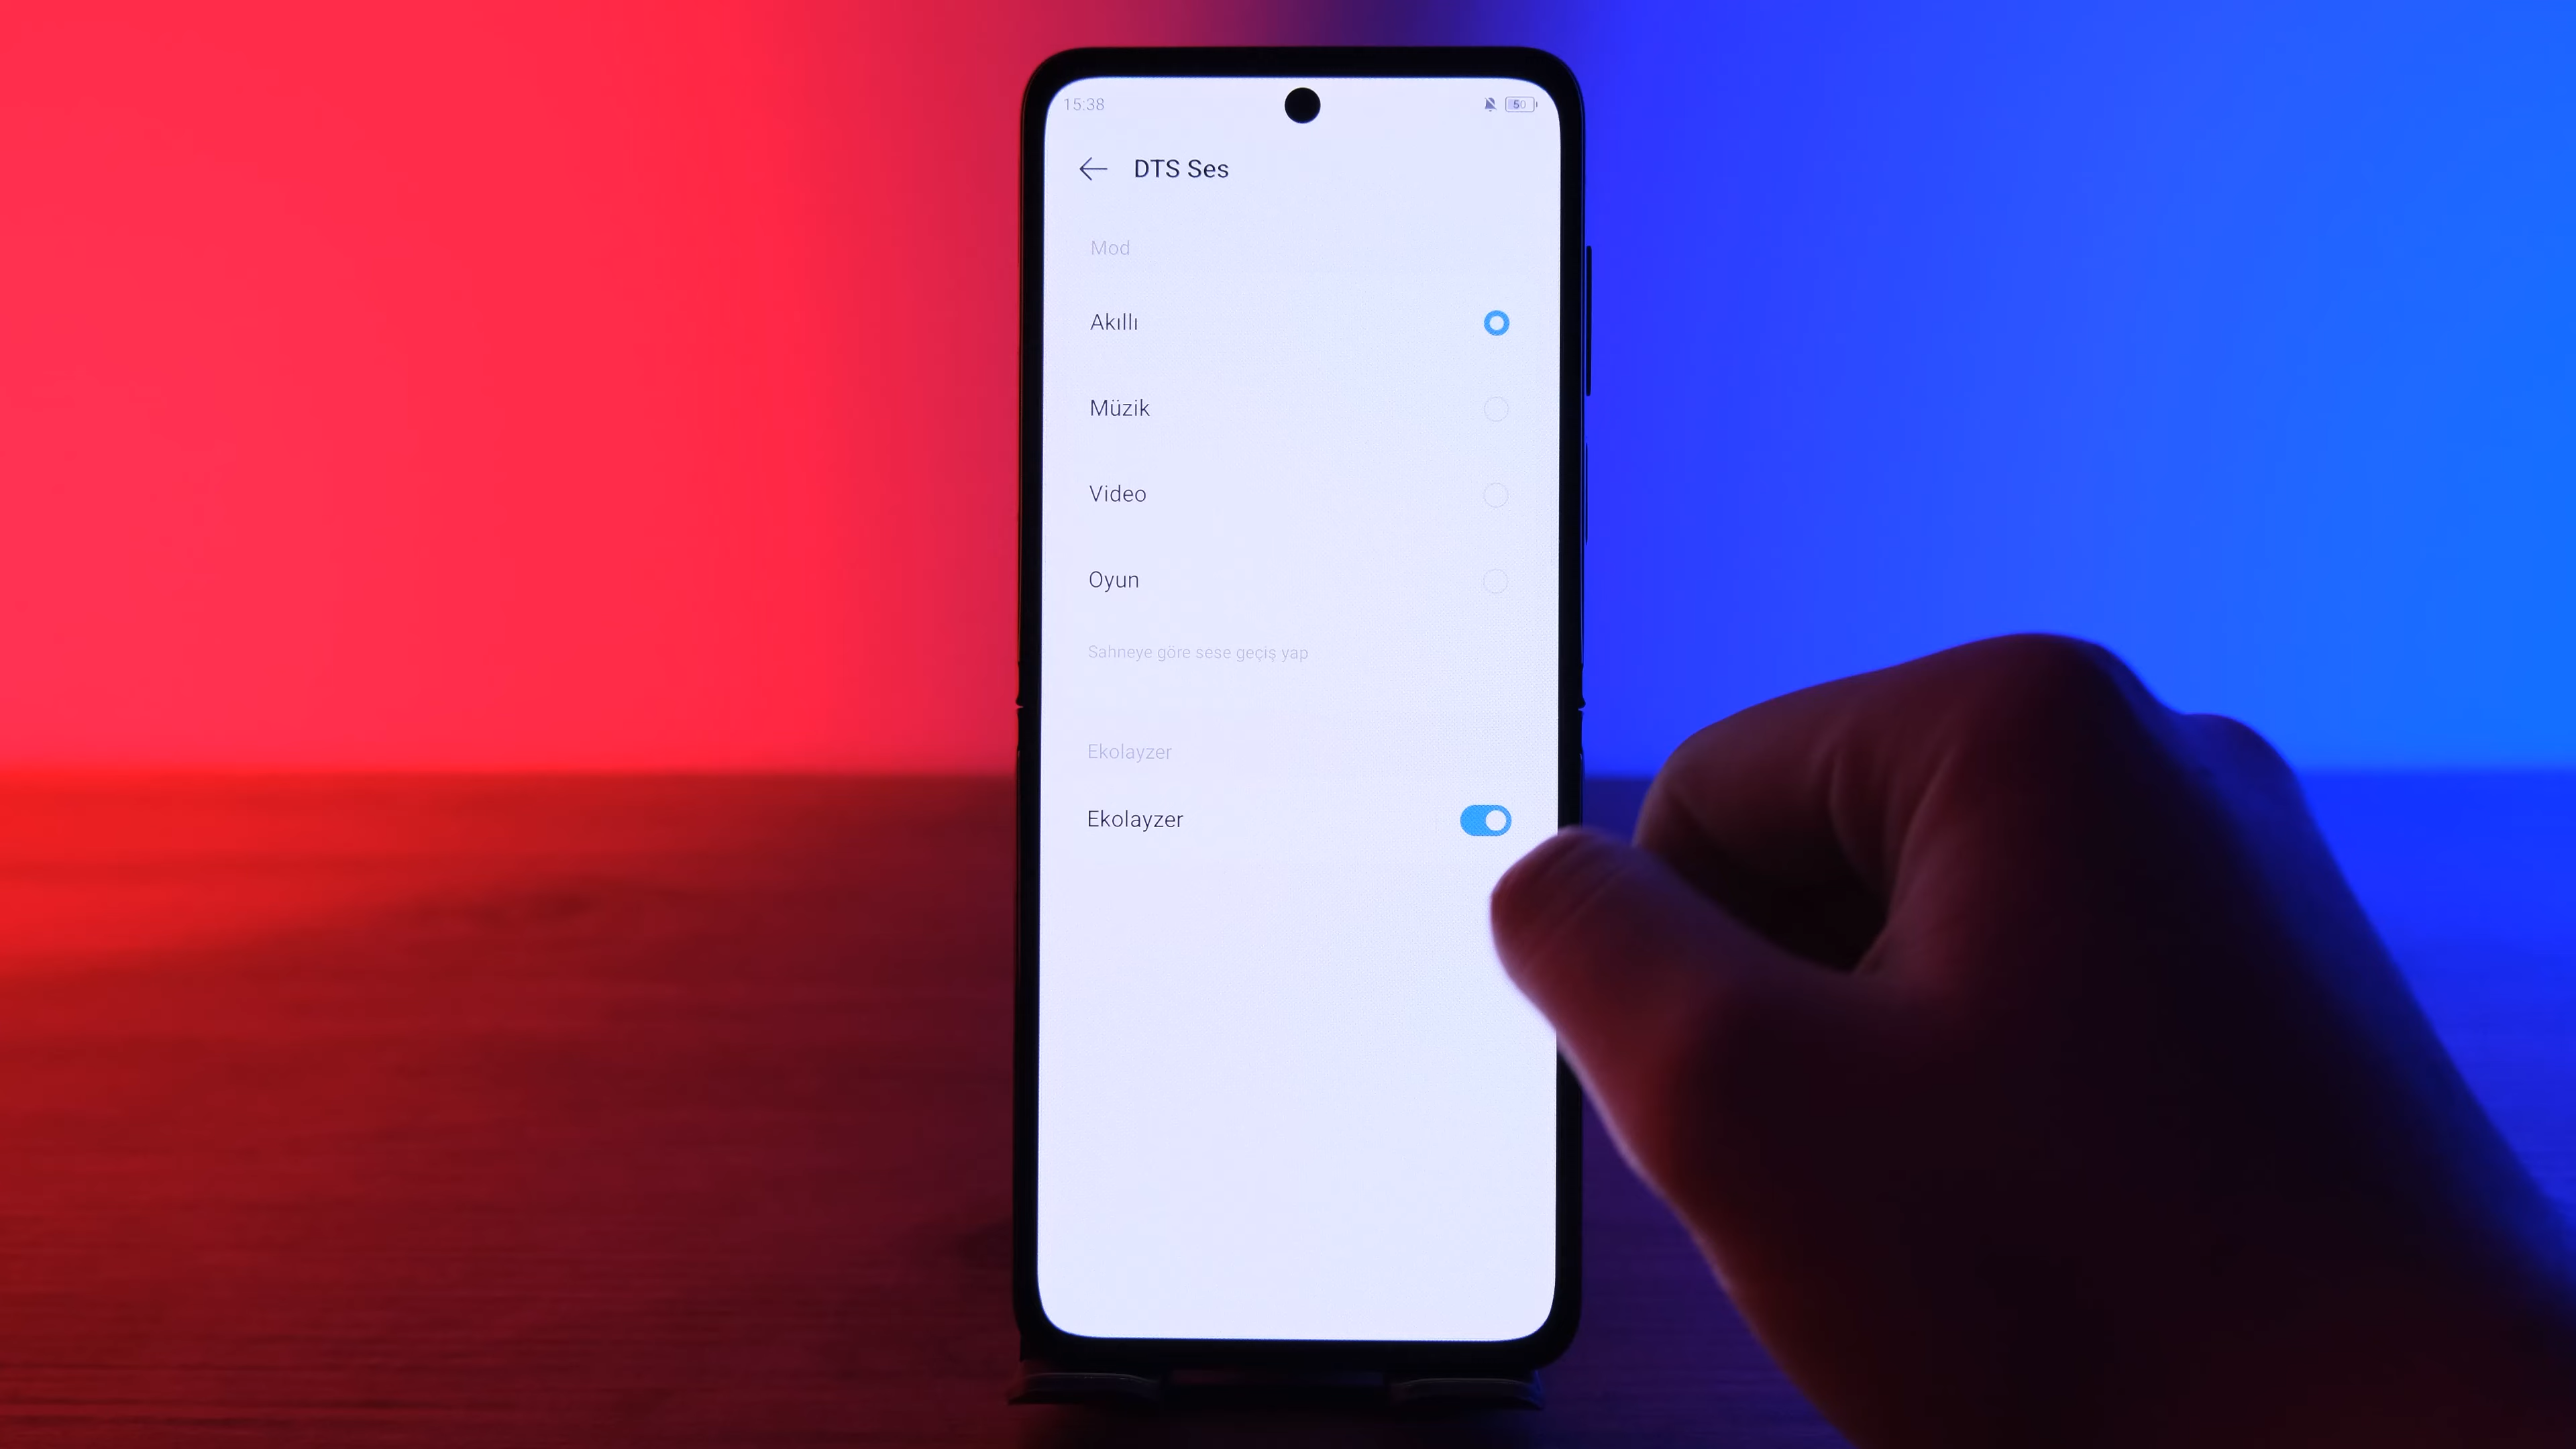 15:38
50
DTS Ses
Mod
Akıllı
Müzik
Video
Oyun
Sahneye göre sese geçiş yap
Ekolayzer
Ekolayzer